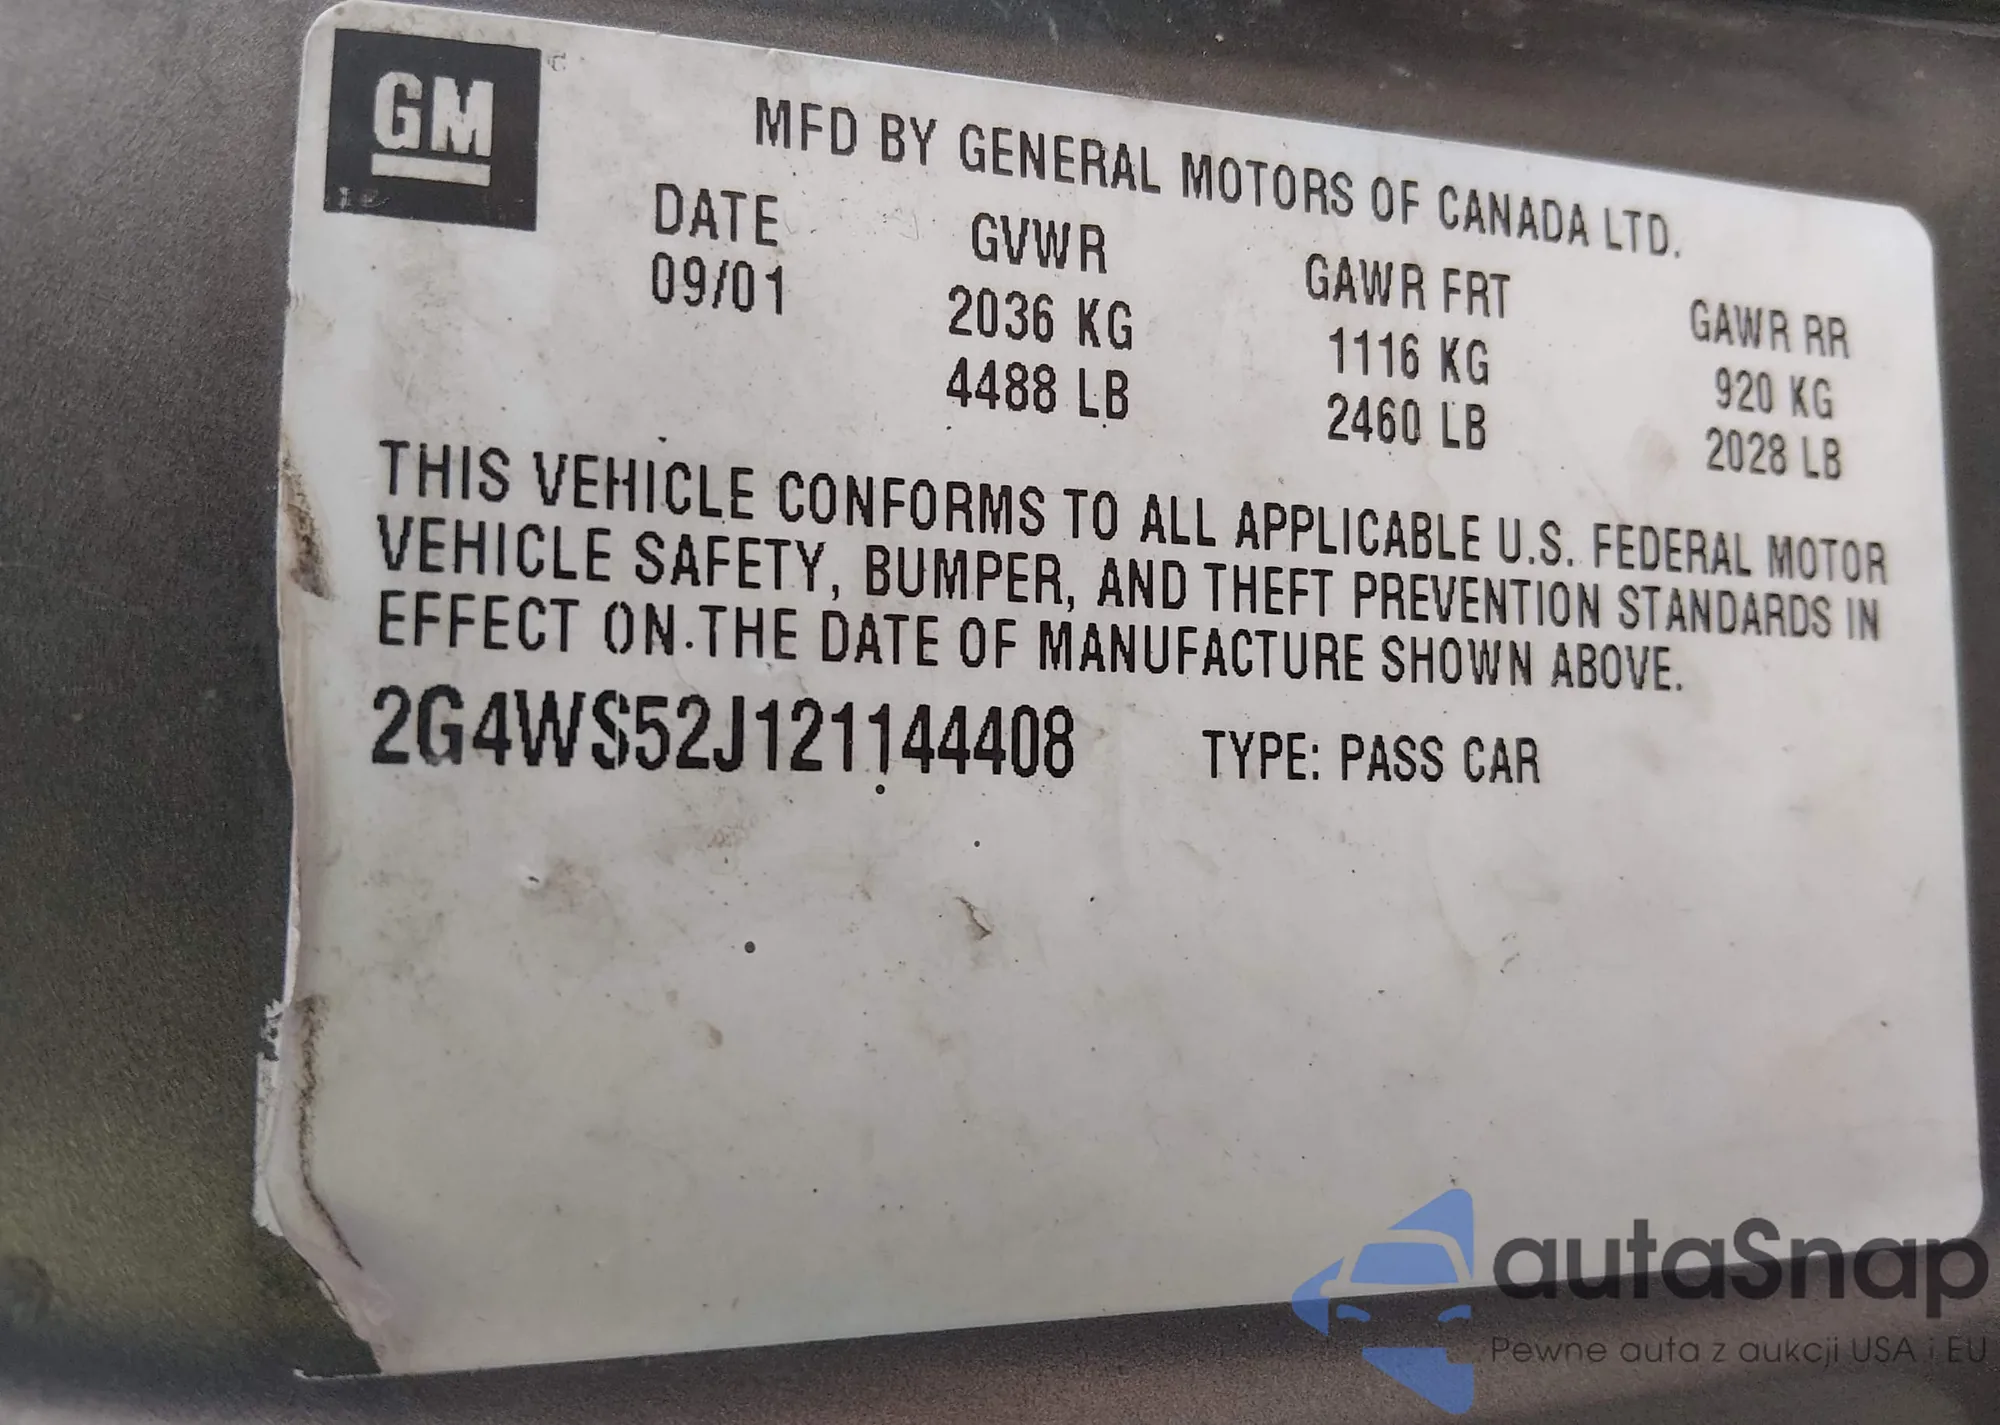 GM
MFD BY GENERAL MOTORS OF CANADA LTD.
DATE GVWR GAWR FRT GAWR RR
09/01 2036 KG 1116 KG 920 KG
4488 LB 2460 LB 2028 LB
THIS VEHICLE CONFORMS TO ALL APPLICABLE U.S. FEDERAL MOTOR
VEHICLE SAFETY, BUMPER, AND THEFT PREVENTION STANDARDS IN
EFFECT ON THE DATE OF MANUFACTURE SHOWN ABOVE.
2G4WS52J121144408 TYPE: PASS CAR
autaSnap
Pewne auta z aukcji USA i EU